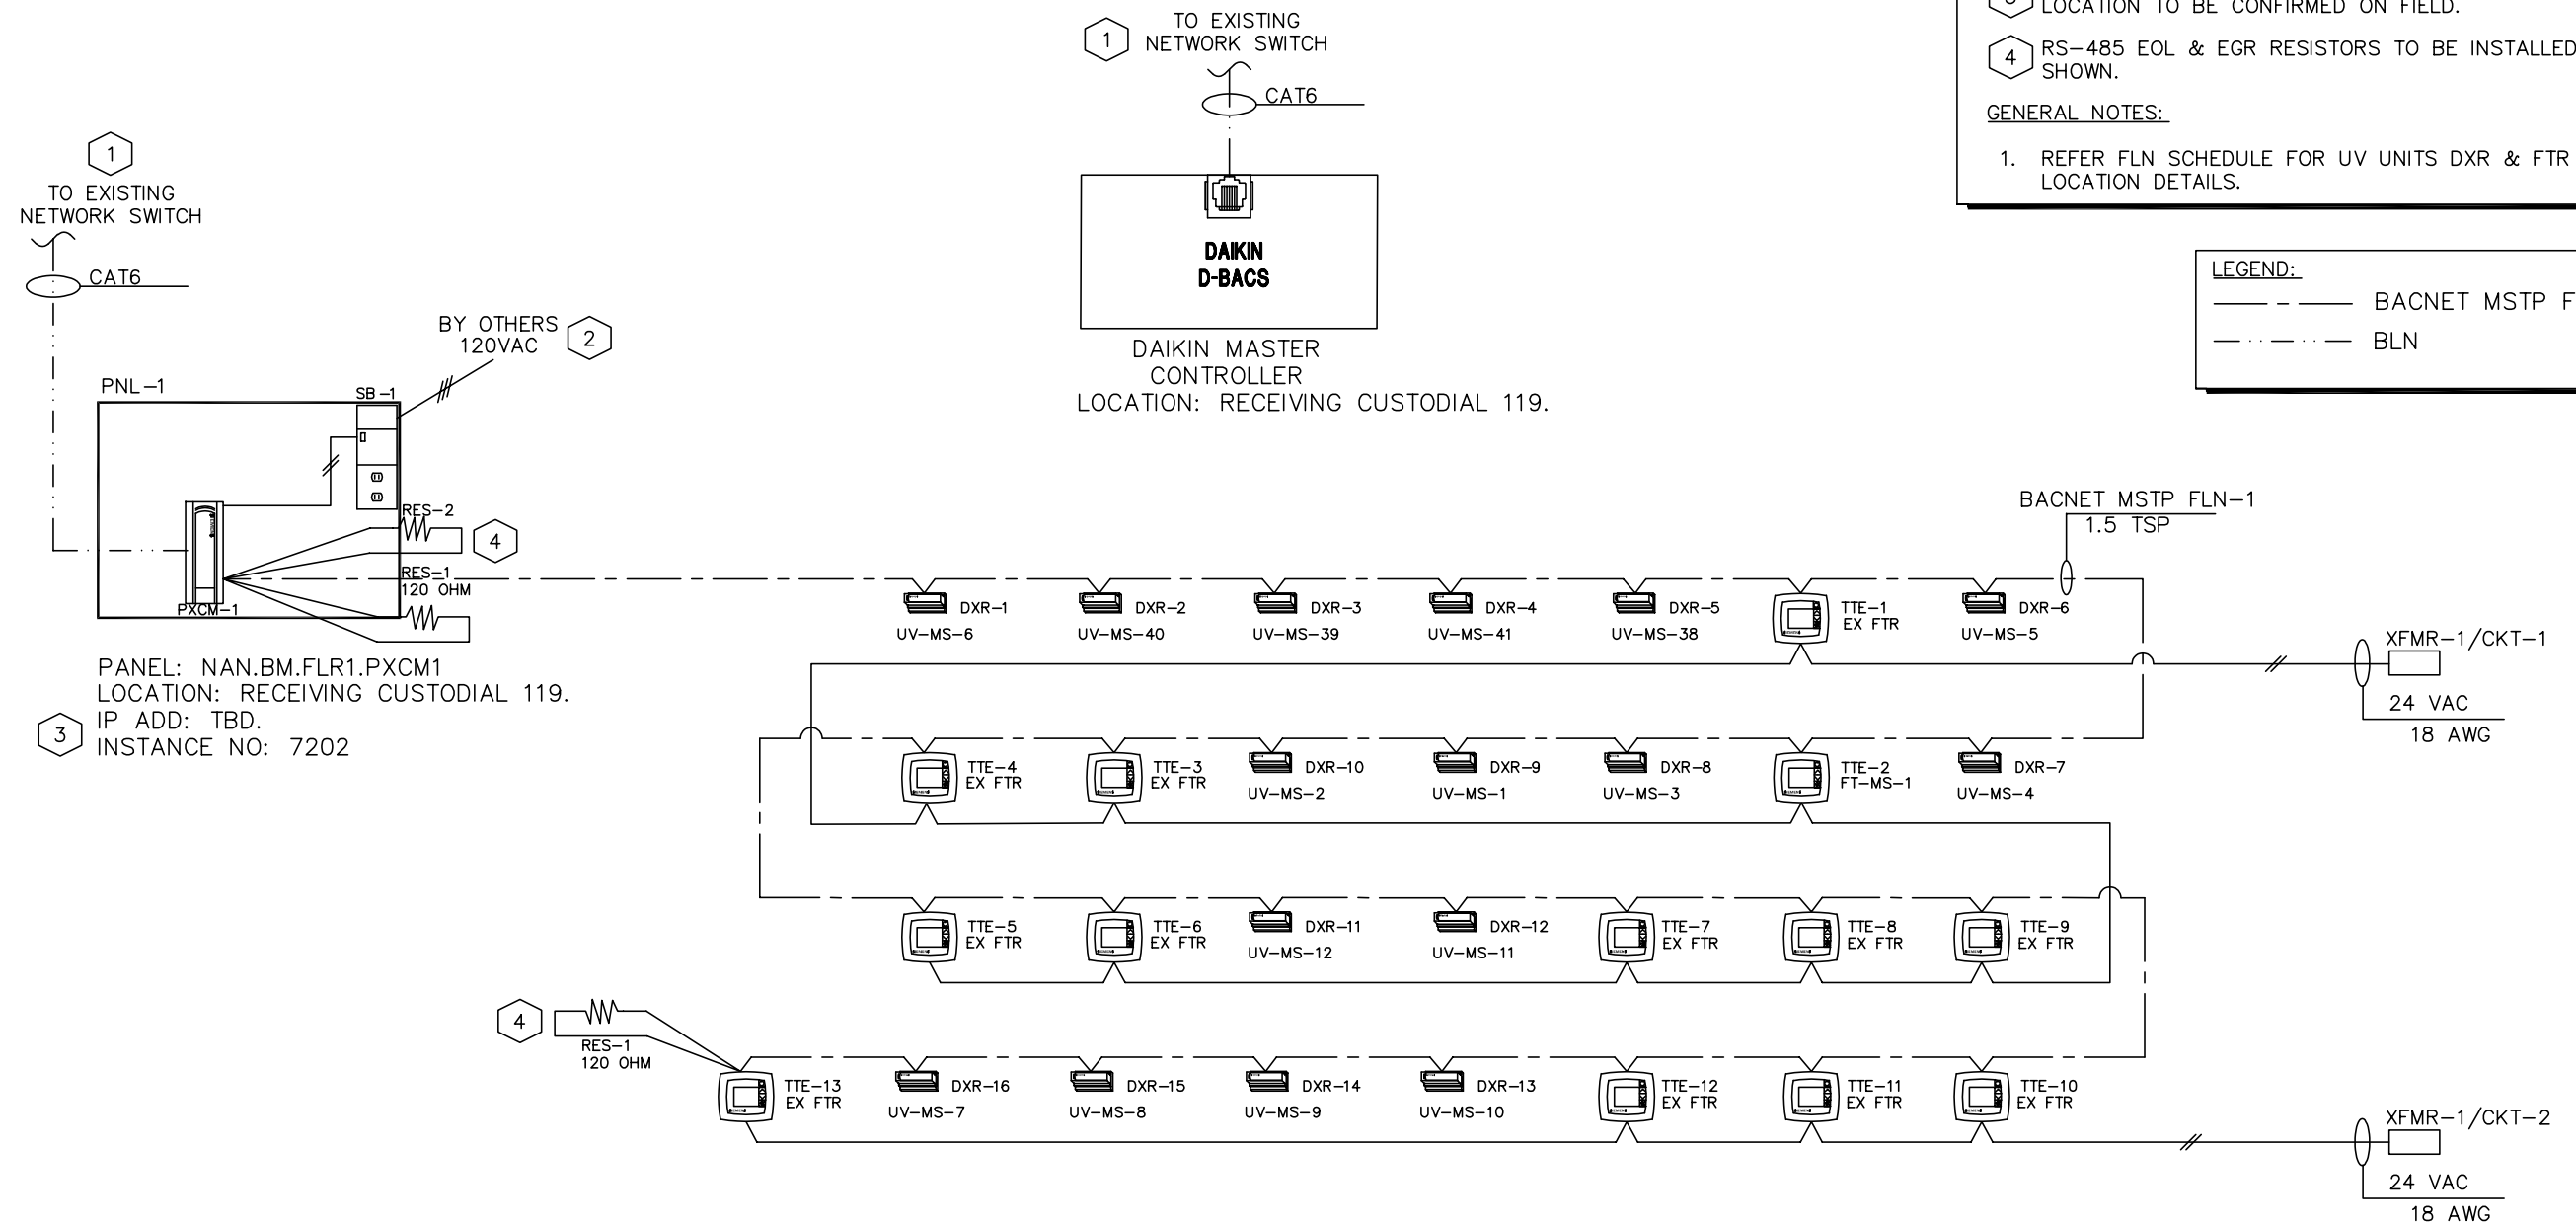 1
TO EXISTING
NETWORK SWITCH
CAT6
DAIKIN
D-BACS
DAIKIN MASTER
CONTROLLER
LOCATION: RECEIVING CUSTODIAL 119.
LOCATION TO BE CONFIRMED ON FIELD.
4
RS-485 EOL & EGR RESISTORS TO BE INSTALLED
SHOWN.
GENERAL NOTES:
1. REFER FLN SCHEDULE FOR UV UNITS DXR & FTR
LOCATION DETAILS.
LEGEND:
BACNET MSTP F
BLN
1
TO EXISTING
NETWORK SWITCH
CAT6
BY OTHERS
120VAC
2
PNL-1
SB-1
RES-2
4
RES-1
120 OHM
PXCM-1
PANEL: NAN.BM.FLR1.PXCM1
LOCATION: RECEIVING CUSTODIAL 119.
3
IP ADD: TBD.
INSTANCE NO: 7202
BACNET MSTP FLN-1
1.5 TSP
DXR-1
UV-MS-6
DXR-2
UV-MS-40
DXR-3
UV-MS-39
DXR-4
UV-MS-41
DXR-5
UV-MS-38
TTE-1
EX FTR
DXR-6
UV-MS-5
XFMR-1/CKT-1
24 VAC
18 AWG
TTE-4
EX FTR
TTE-3
EX FTR
DXR-10
UV-MS-2
DXR-9
UV-MS-1
DXR-8
UV-MS-3
TTE-2
FT-MS-1
DXR-7
UV-MS-4
TTE-5
EX FTR
TTE-6
EX FTR
DXR-11
UV-MS-12
DXR-12
UV-MS-11
TTE-7
EX FTR
TTE-8
EX FTR
TTE-9
EX FTR
4
RES-1
120 OHM
TTE-13
EX FTR
DXR-16
UV-MS-7
DXR-15
UV-MS-8
DXR-14
UV-MS-9
DXR-13
UV-MS-10
TTE-12
EX FTR
TTE-11
EX FTR
TTE-10
EX FTR
XFMR-1/CKT-2
24 VAC
18 AWG